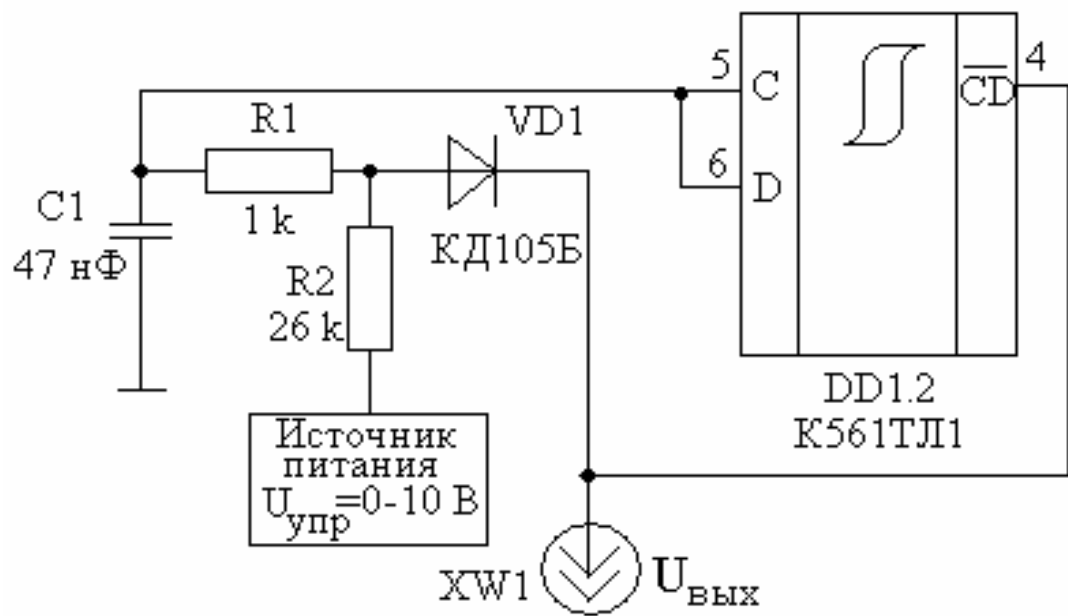 5
C
6
D
C̅D̅
4
R1
1 k
VD1
КД105Б
C1
47 нФ
R2
26 k
DD1.2
К561ТЛ1
Источник
питания
Uупр=0-10 В
XW1
Uвых